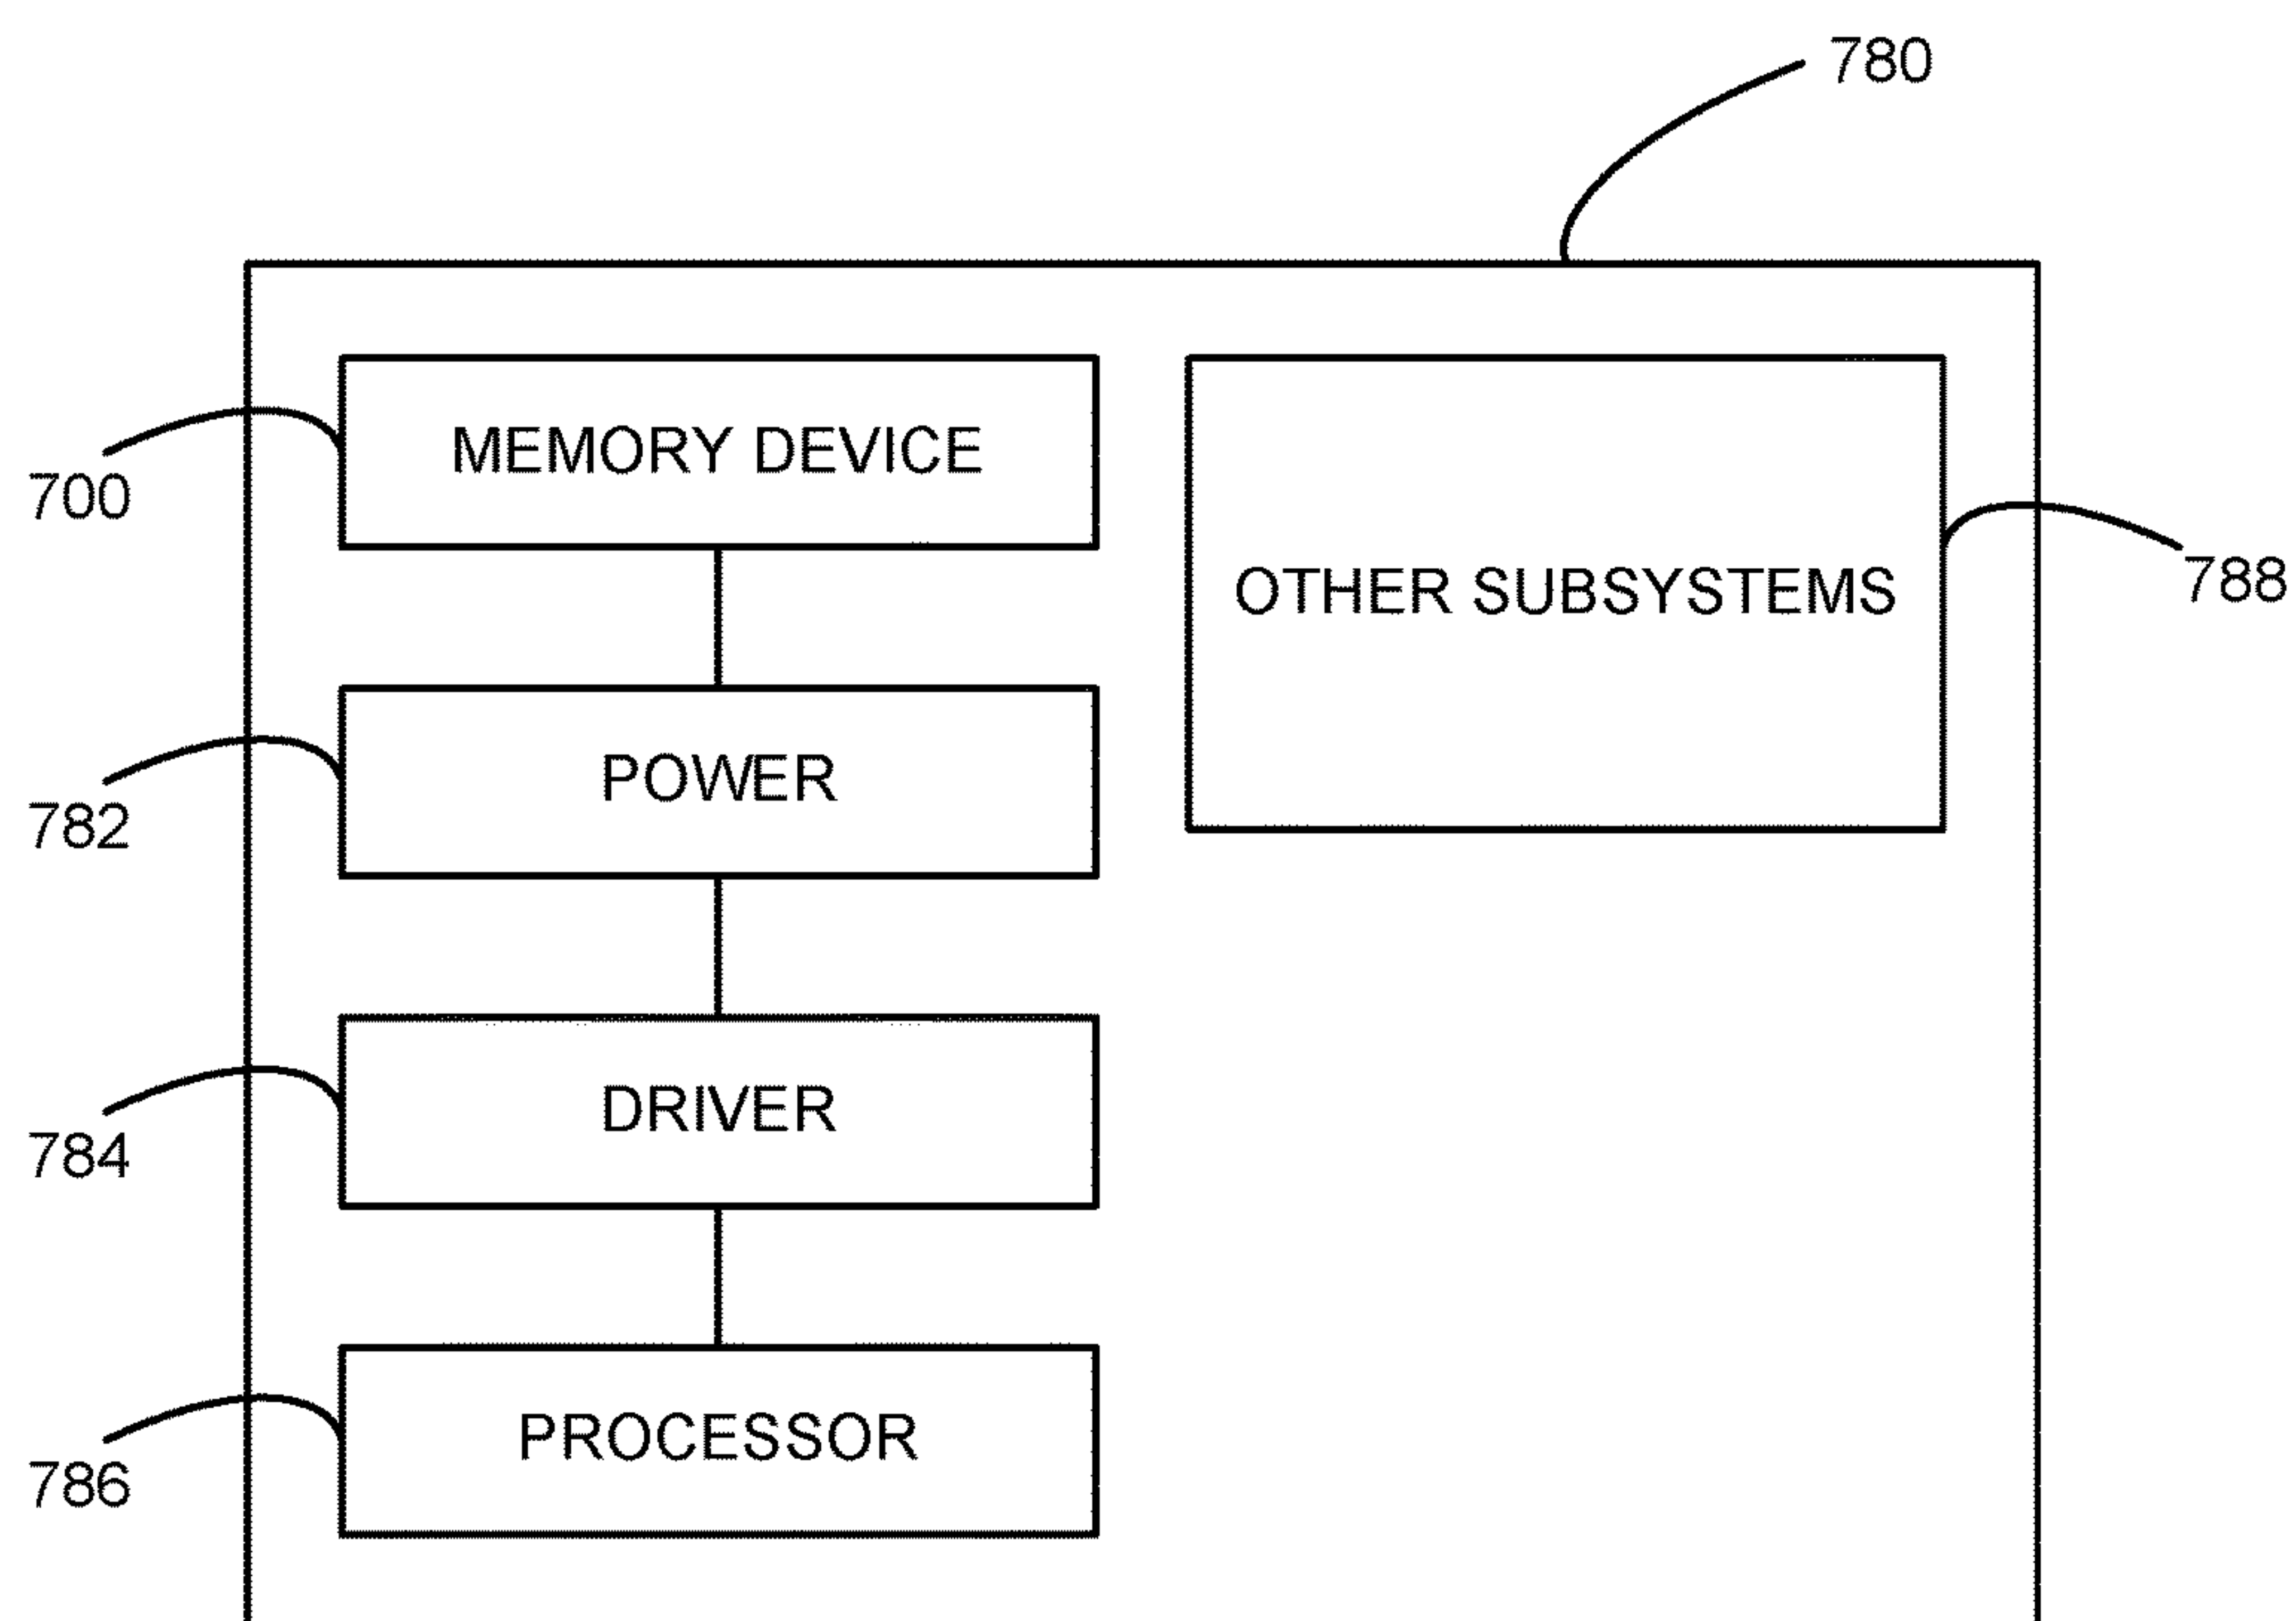 780
MEMORY DEVICE
700
OTHER SUBSYSTEMS
788
POWER
782
DRIVER
784
PROCESSOR
786